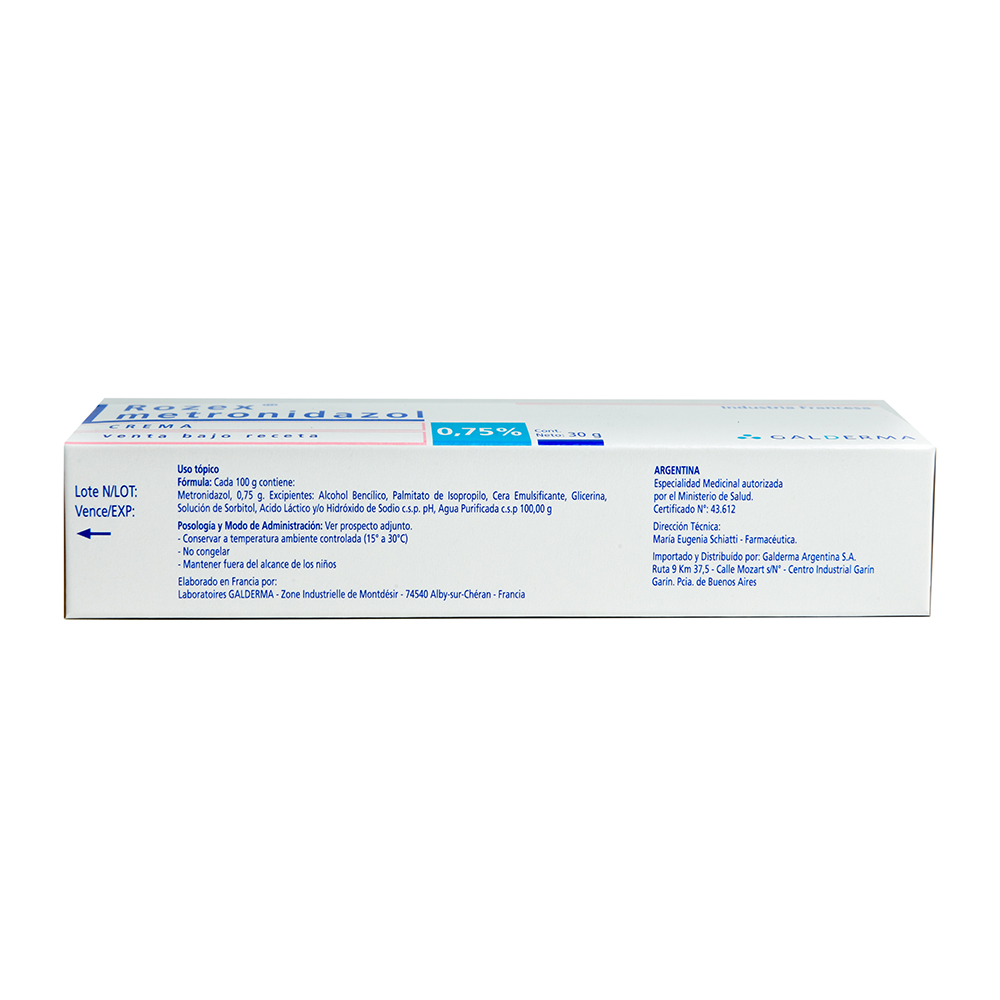 Rozex
metronidazol
CREMA
venta bajo receta
0,75%
Cont.
Neto: 30 g
Industria Francesa
GALDERMA
Lote N/LOT:
Vence/EXP:
Uso tópico
Fórmula: Cada 100 g contiene:
Metronidazol, 0,75 g. Excipientes: Alcohol Bencílico, Palmitato de Isopropilo, Cera Emulsificante, Glicerina,
Solución de Sorbitol, Acido Láctico y/o Hidróxido de Sodio c.s.p. pH, Agua Purificada c.s.p 100,00 g
Posología y Modo de Administración: Ver prospecto adjunto.
- Conservar a temperatura ambiente controlada (15° a 30°C)
- No congelar
- Mantener fuera del alcance de los niños
Elaborado en Francia por:
Laboratoires GALDERMA - Zone Industrielle de Montdésir - 74540 Alby-sur-Chéran - Francia
ARGENTINA
Especialidad Medicinal autorizada
por el Ministerio de Salud.
Certificado N°: 43.612
Dirección Técnica:
María Eugenia Schiatti - Farmacéutica.
Importado y Distribuido por: Galderma Argentina S.A.
Ruta 9 Km 37,5 - Calle Mozart s/N° - Centro Industrial Garín
Garín. Pcia. de Buenos Aires